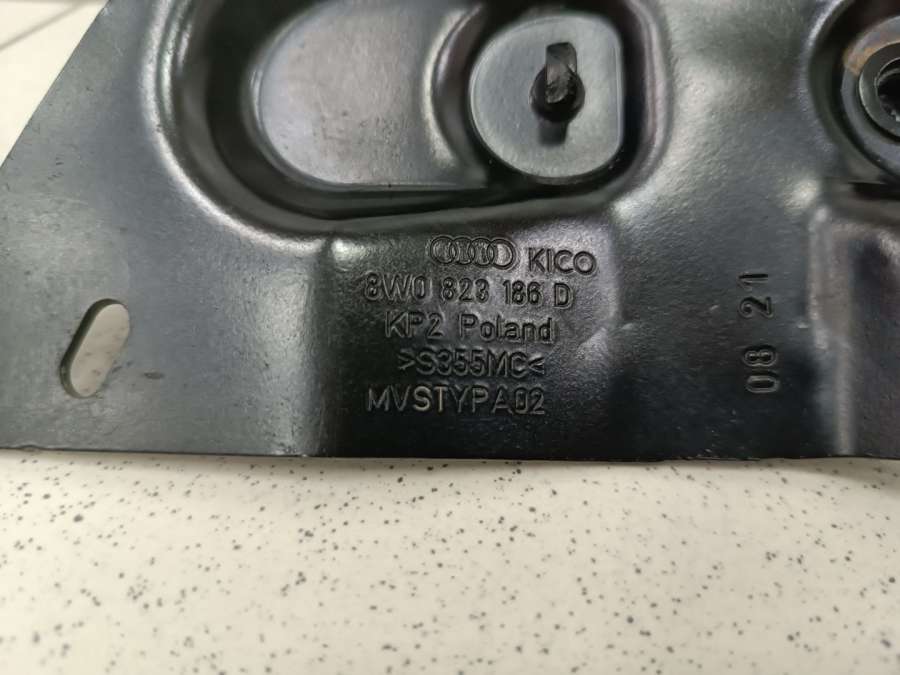 KICO
8W0 823 186 D
KP2 Poland
>S355MC<
MVSTYPA02
08 21